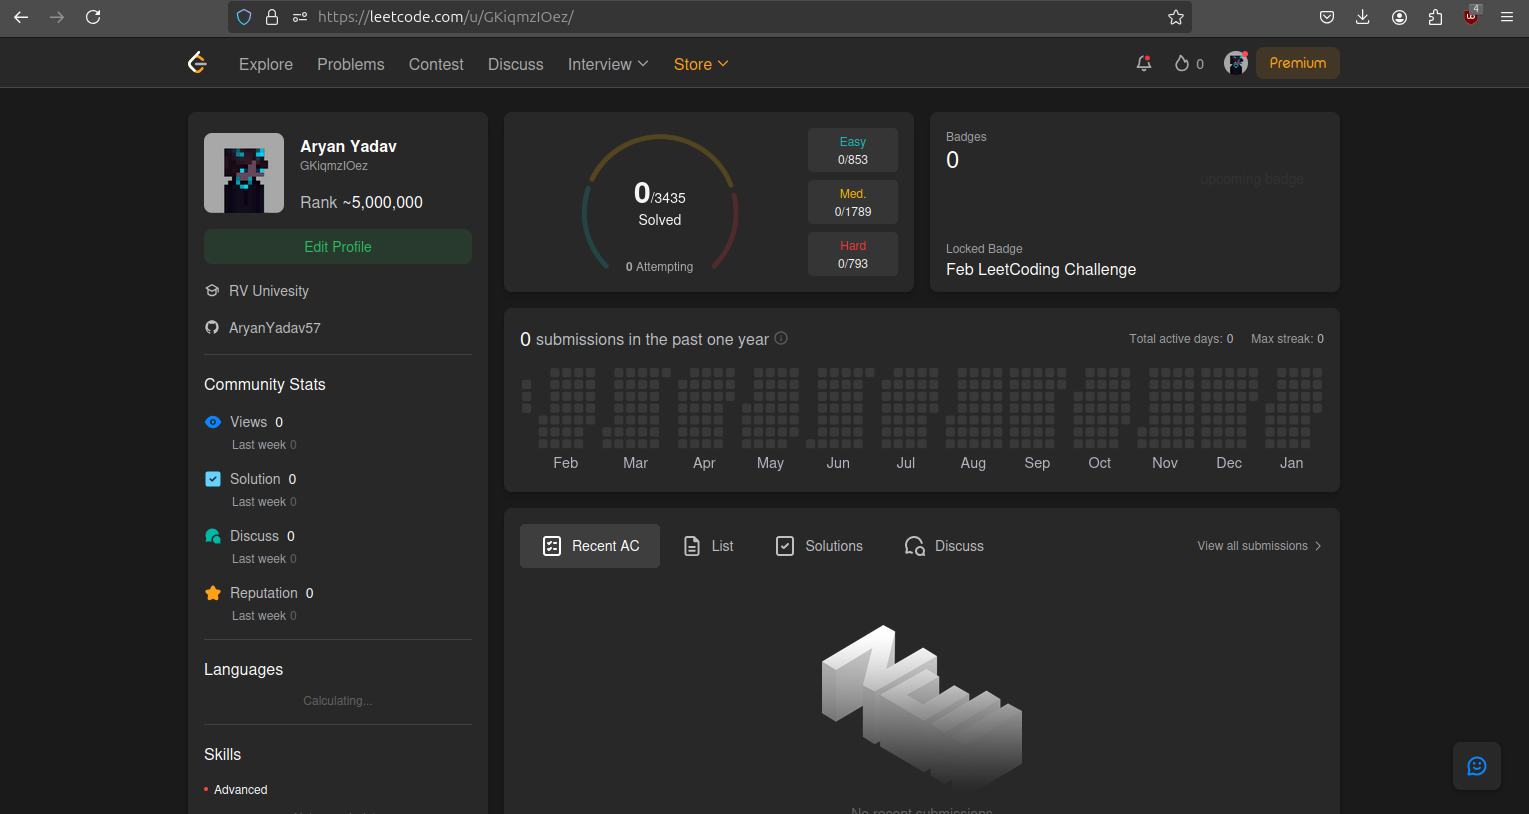 https://leetcode.com/u/GKiqmzIOez/
4
Explore Problems Contest Discuss Interview Store
0
Premium
Aryan Yadav
GKiqmzIOez
Rank ~5,000,000
Edit Profile
RV Univesity
AryanYadav57
Community Stats
Views 0
Last week 0
Solution 0
Last week 0
Discuss 0
Last week 0
Reputation 0
Last week 0
Languages
Calculating...
Skills
Advanced
0/3435
Solved
0 Attempting
Easy
0/853
Med.
0/1789
Hard
0/793
Badges
0
upcoming badge
Locked Badge
Feb LeetCoding Challenge
0 submissions in the past one year
Total active days: 0 Max streak: 0
Feb Mar Apr May Jun Jul Aug Sep Oct Nov Dec Jan
Recent AC List Solutions Discuss
View all submissions
No recent submissions